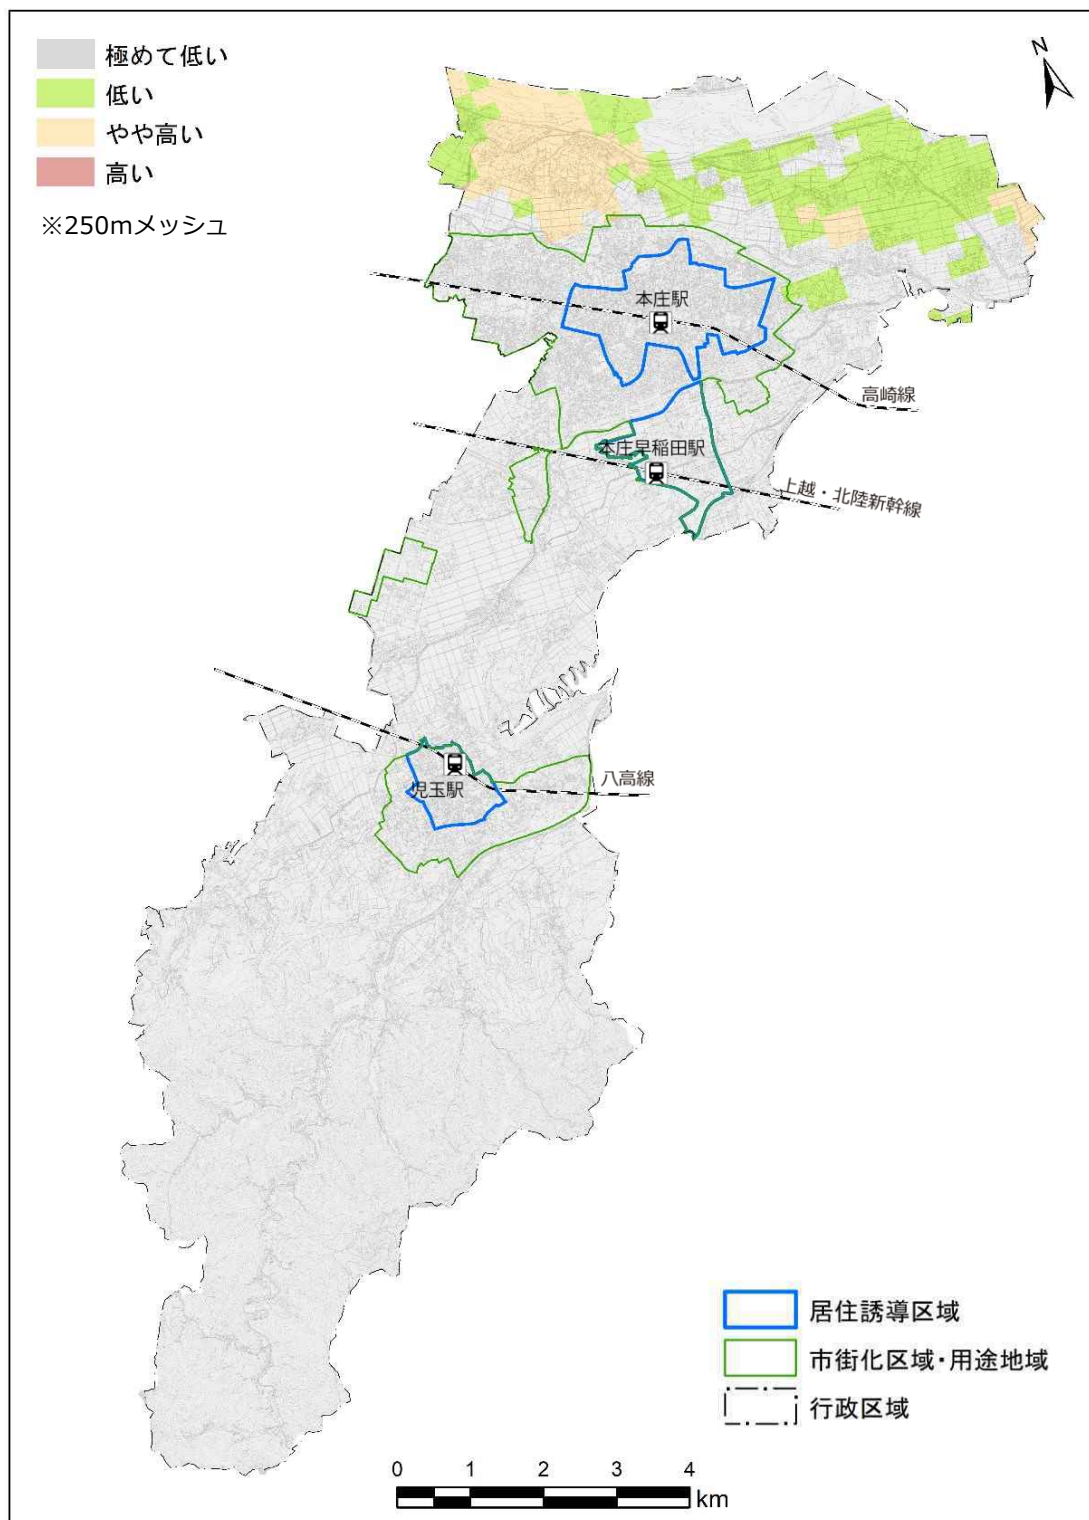 極めて低い
低い
やや高い
高い
※250mメッシュ
N
本庄駅
高崎線
本庄早稲田駅
上越・北陸新幹線
児玉駅
八高線
居住誘導区域
市街化区域・用途地域
行政区域
0 1 2 3 4
km